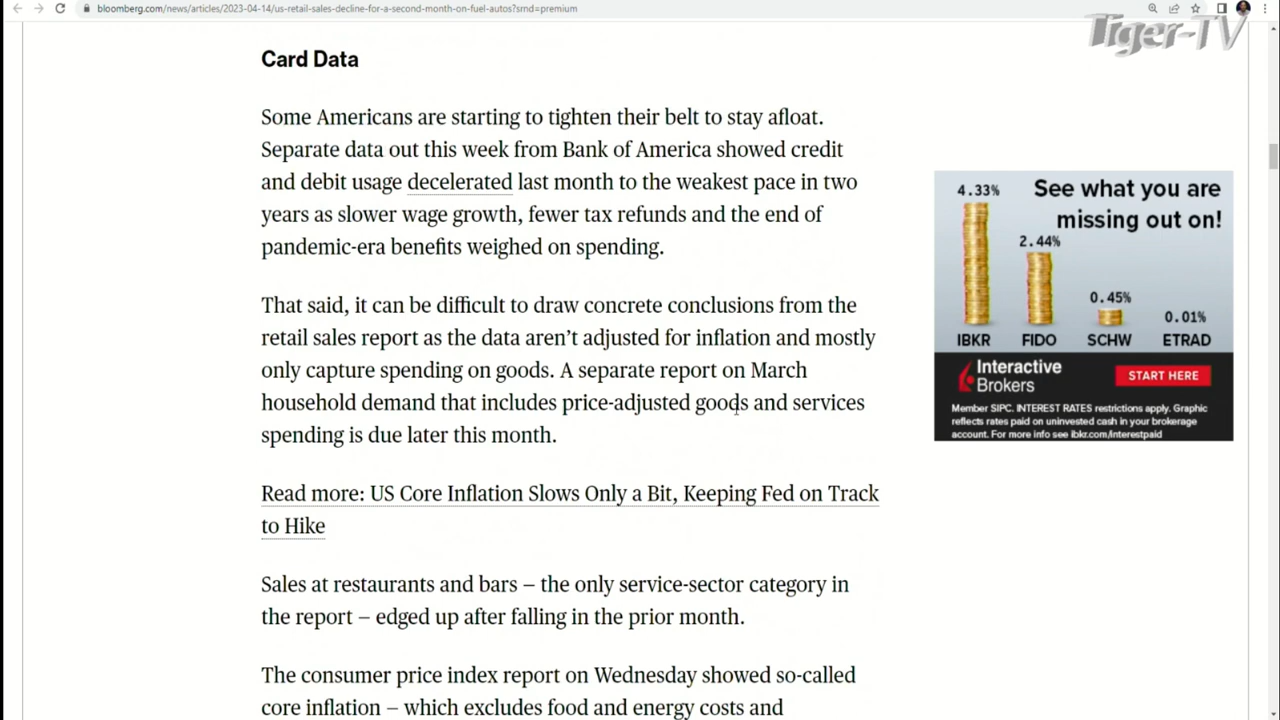 bloomberg.com/news/articles/2023-04-14/us-retail-sales-decline-for-a-second-month-on-fuel-autos?srnd=premium
Tiger-TV
Card Data
Some Americans are starting to tighten their belt to stay afloat.
Separate data out this week from Bank of America showed credit
and debit usage decelerated last month to the weakest pace in two
years as slower wage growth, fewer tax refunds and the end of
pandemic-era benefits weighed on spending.
That said, it can be difficult to draw concrete conclusions from the
retail sales report as the data aren’t adjusted for inflation and mostly
only capture spending on goods. A separate report on March
household demand that includes price-adjusted goods and services
spending is due later this month.
Read more: US Core Inflation Slows Only a Bit, Keeping Fed on Track
to Hike
Sales at restaurants and bars – the only service-sector category in
the report – edged up after falling in the prior month.
The consumer price index report on Wednesday showed so-called
core inflation – which excludes food and energy costs and
4.33%
See what you are
missing out on!
2.44%
0.45%
0.01%
IBKR FIDO SCHW ETRAD
Interactive
Brokers
START HERE
Member SIPC. INTEREST RATES restrictions apply. Graphic
reflects rates paid on uninvested cash in your brokerage
account. For more info see ibkr.com/interestpaid